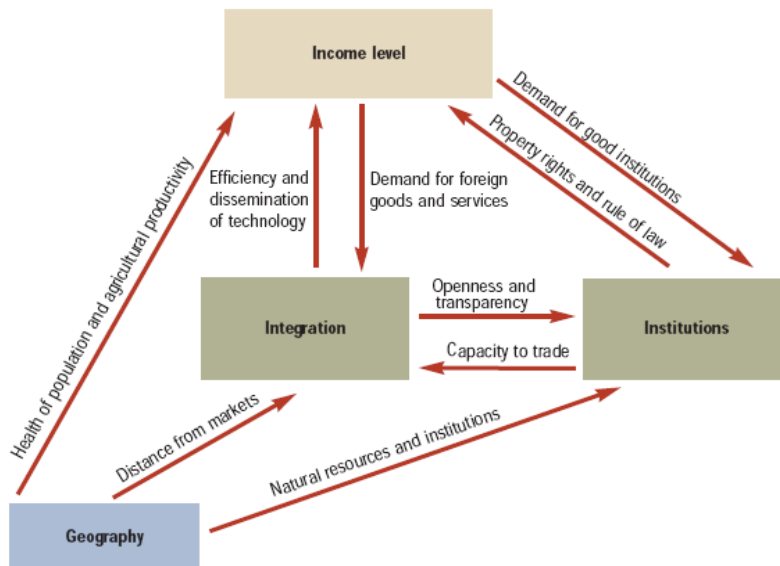 Income level
Demand for good institutions
Property rights and rule of law
Health of population and agricultural productivity
Efficiency and
dissemination
of technology
Demand for foreign
goods and services
Integration
Openness and
transparency
Capacity to trade
Institutions
Distance from markets
Natural resources and institutions
Geography